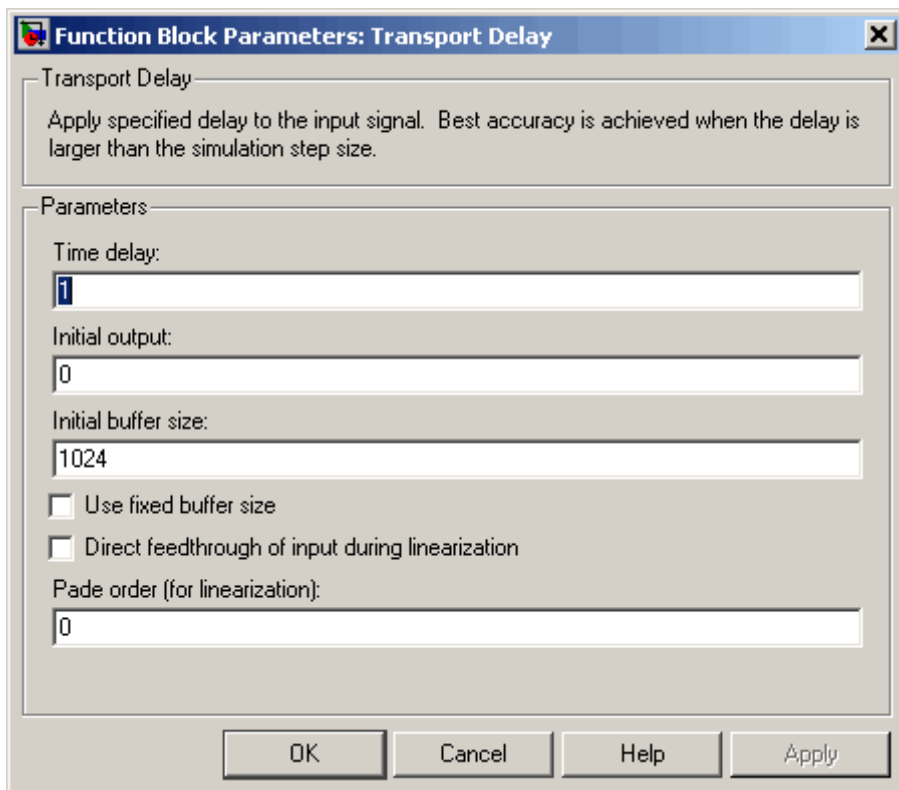 Function Block Parameters: Transport Delay
Transport Delay
Apply specified delay to the input signal.  Best accuracy is achieved when the delay is
larger than the simulation step size.
Parameters
Time delay:
1
Initial output:
0
Initial buffer size:
1024
Use fixed buffer size
Direct feedthrough of input during linearization
Pade order (for linearization):
0
OK Cancel Help Apply